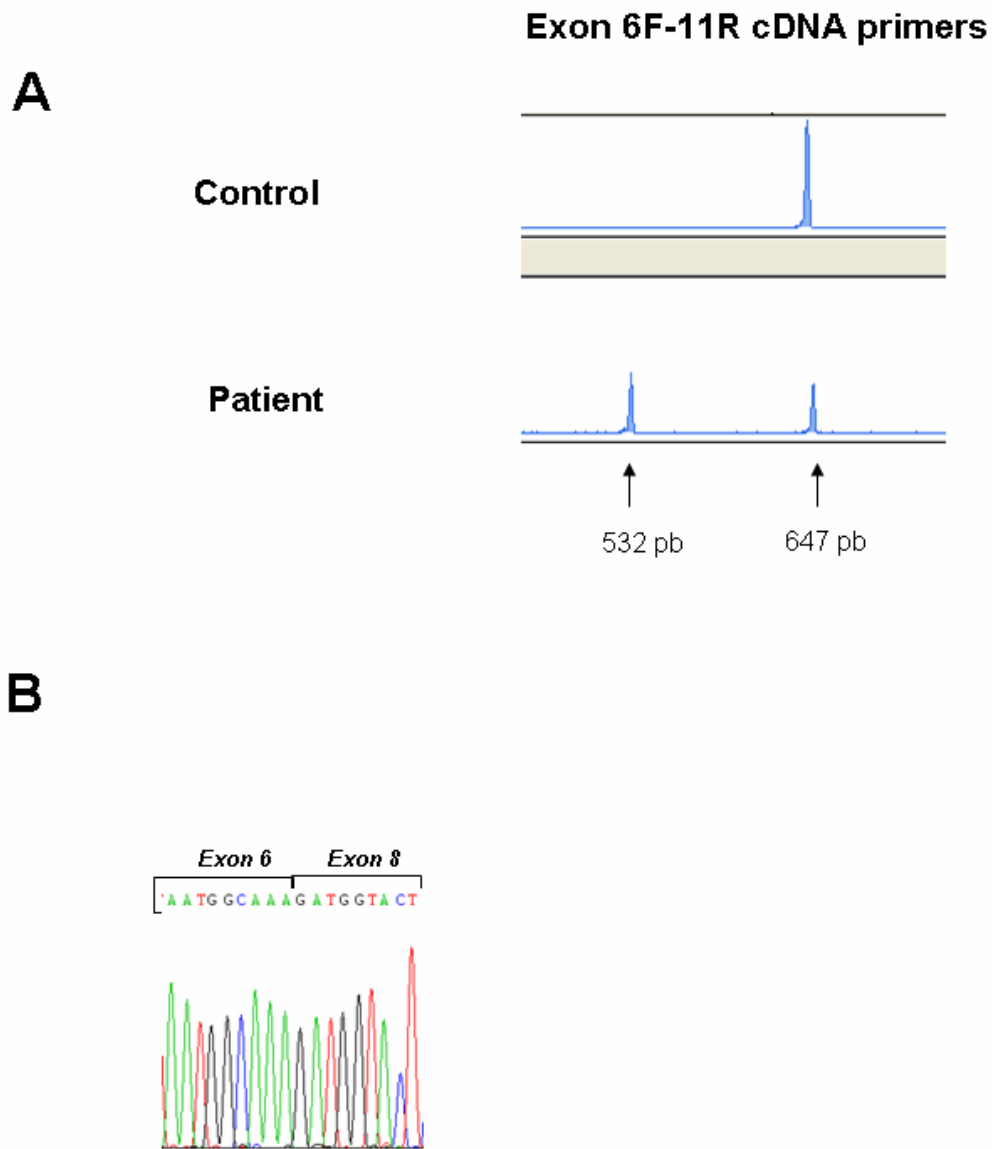 Exon 6F-11R cDNA primers
A
Control
Patient
532 pb
647 pb
B
Exon 6 Exon 8
AATGGCAAAGATGGTACT